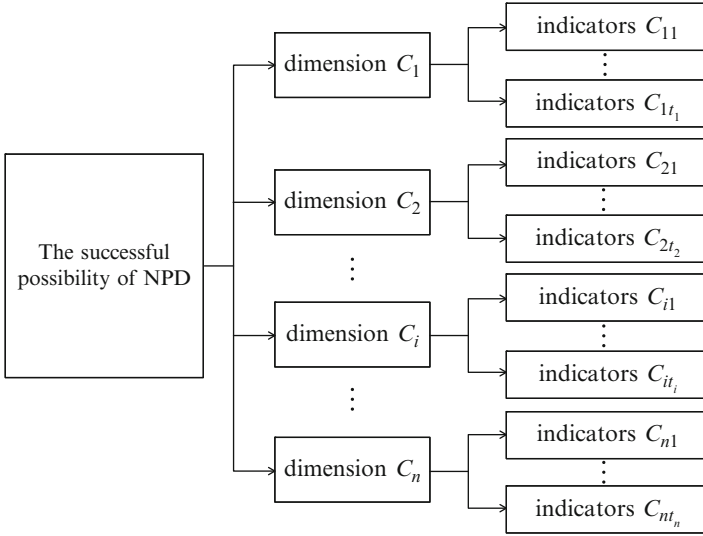 The successful
possibility of NPD
dimension C₁
indicators C₁₁
⋮
indicators C₁ₜ₁
dimension C₂
indicators C₂₁
⋮
indicators C₂ₜ₂
⋮
dimension Cᵢ
indicators Cᵢ₁
⋮
indicators Cᵢₜᵢ
⋮
dimension Cₙ
indicators Cₙ₁
⋮
indicators Cₙₜₙ